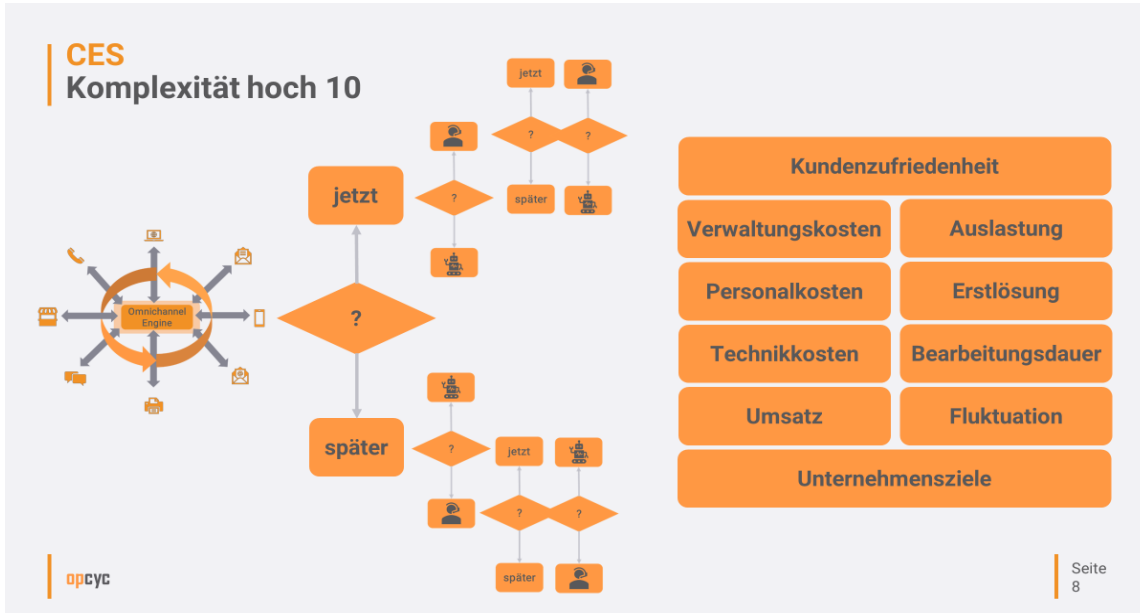 CES
Komplexität hoch 10
Omnichannel
Engine
?
jetzt
später
?
?
jetzt
später
?
?
?
jetzt
später
?
Kundenzufriedenheit
Verwaltungskosten
Auslastung
Personalkosten
Erstlösung
Technikkosten
Bearbeitungsdauer
Umsatz
Fluktuation
Unternehmensziele
opcyc
Seite
8